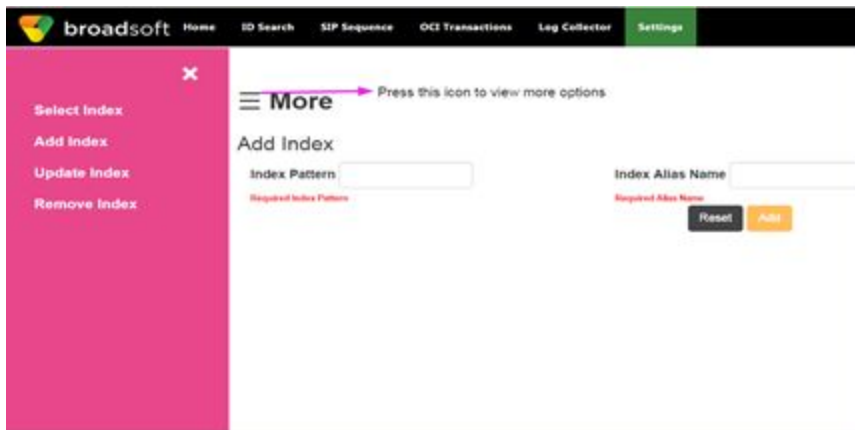 broadsoft Home ID Search SIP Sequence OCI Transactions Log Collector Settings
Select Index
Add Index
Update Index
Remove Index
More
Press this icon to view more options
Add Index
Index Pattern
Index Alias Name
Required Index Pattern
Required Alias Name
Reset Add